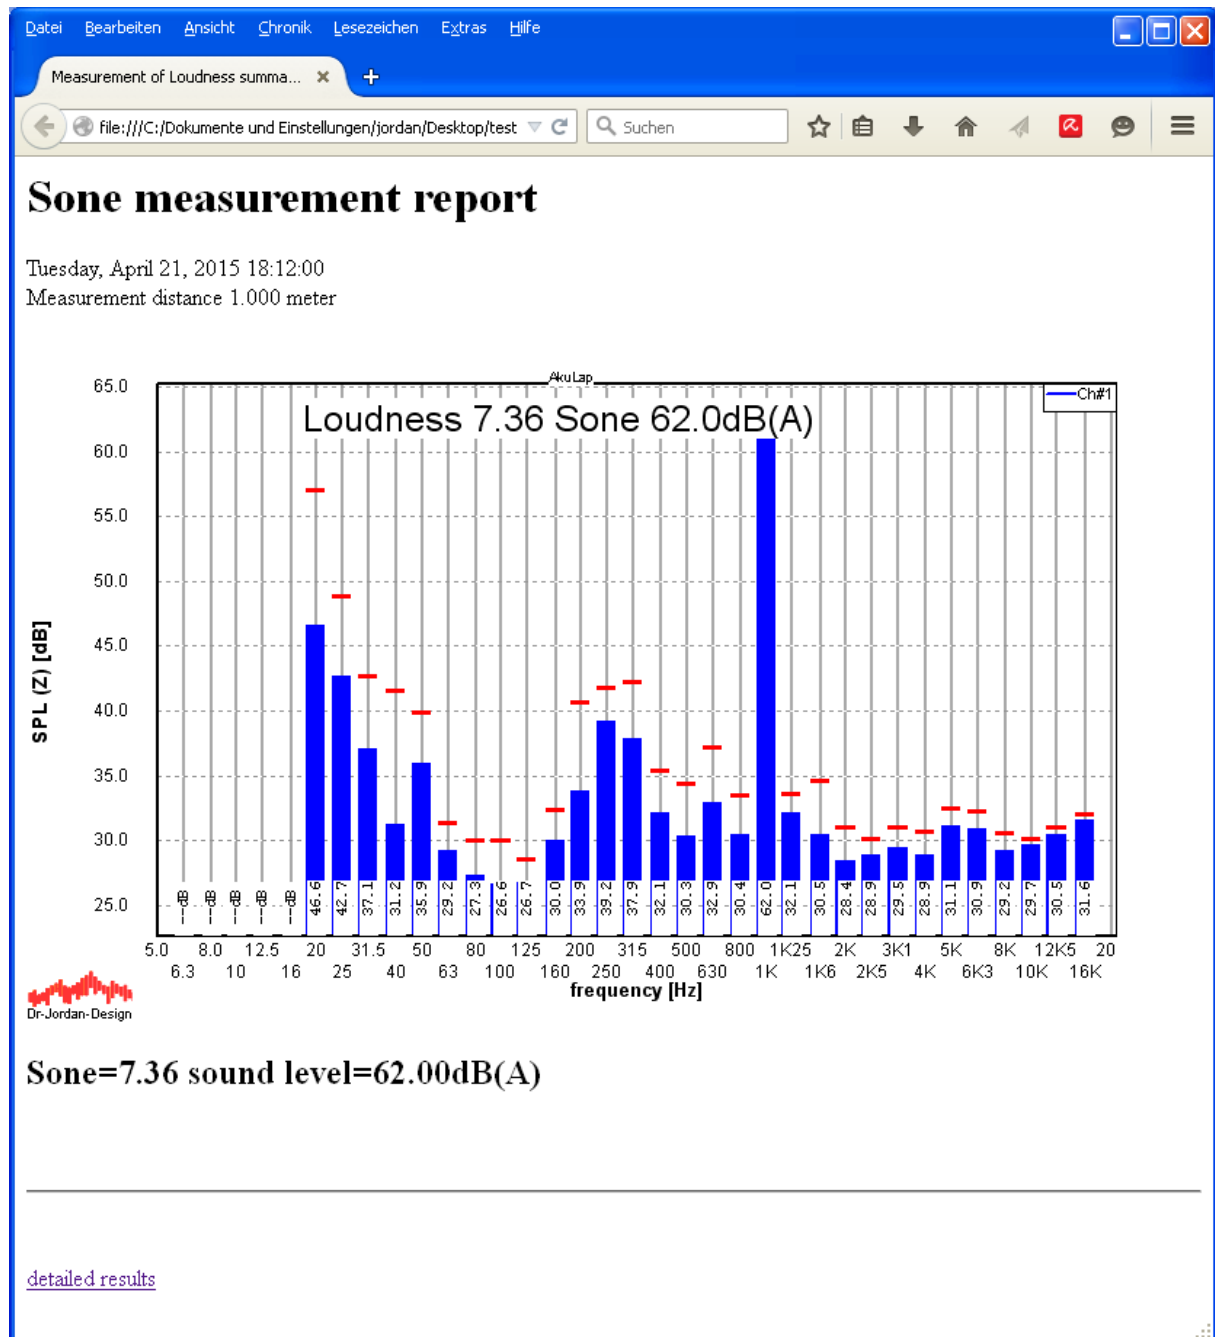 Datei Bearbeiten Ansicht Chronik Lesezeichen Extras Hilfe
Measurement of Loudness summa...
file:///C:/Dokumente und Einstellungen/jordan/Desktop/test
Suchen
Sone measurement report
Tuesday, April 21, 2015 18:12:00
Measurement distance 1.000 meter
AkuLap
Ch#1
Loudness 7.36 Sone 62.0dB(A)
SPL (Z) [dB]
65.0
60.0
55.0
50.0
45.0
40.0
35.0
30.0
25.0
--dB --dB --dB --dB --dB 46.6 42.7 37.1 31.2 35.9 29.2 27.3 26.6 26.7 30.0 33.9 39.2 37.9 32.1 30.3 32.9 30.4 62.0 32.1 30.5 28.4 28.9 29.5 28.9 31.1 30.9 29.2 29.7 30.5 31.6
5.0 8.0 12.5 20 31.5 50 80 125 200 315 500 800 1K25 2K 3K1 5K 8K 12K5 20
6.3 10 16 25 40 63 100 160 250 400 630 1K 1K6 2K5 4K 6K3 10K 16K
frequency [Hz]
Dr-Jordan-Design
Sone=7.36 sound level=62.00dB(A)
detailed results